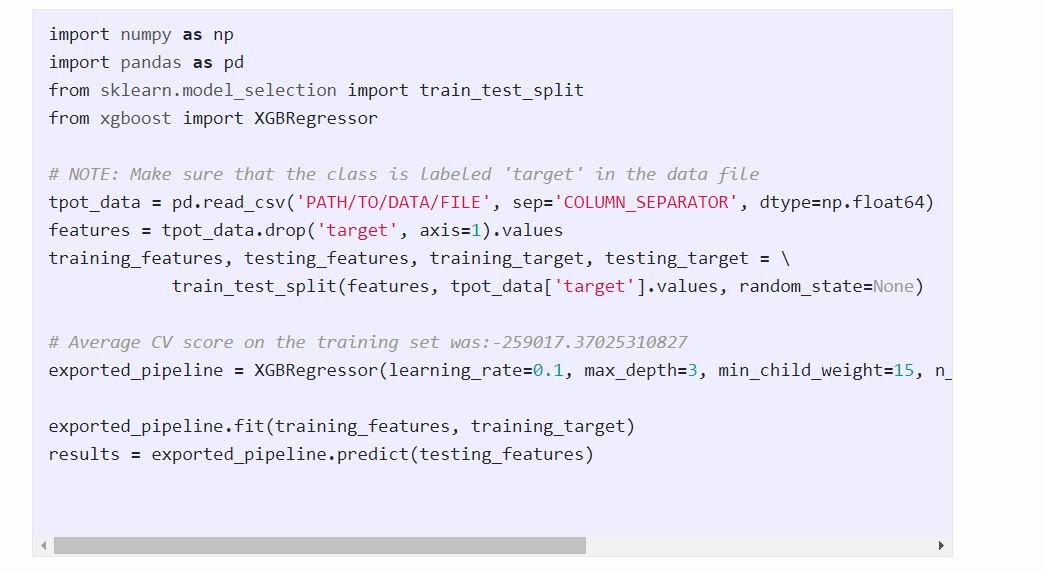 import numpy as np
import pandas as pd
from sklearn.model_selection import train_test_split
from xgboost import XGBRegressor
# NOTE: Make sure that the class is labeled 'target' in the data file
tpot_data = pd.read_csv('PATH/TO/DATA/FILE', sep='COLUMN_SEPARATOR', dtype=np.float64)
features = tpot_data.drop('target', axis=1).values
training_features, testing_features, training_target, testing_target = \
train_test_split(features, tpot_data['target'].values, random_state=None)
# Average CV score on the training set was:-259017.37025310827
exported_pipeline = XGBRegressor(learning_rate=0.1, max_depth=3, min_child_weight=15, n_
exported_pipeline.fit(training_features, training_target)
results = exported_pipeline.predict(testing_features)